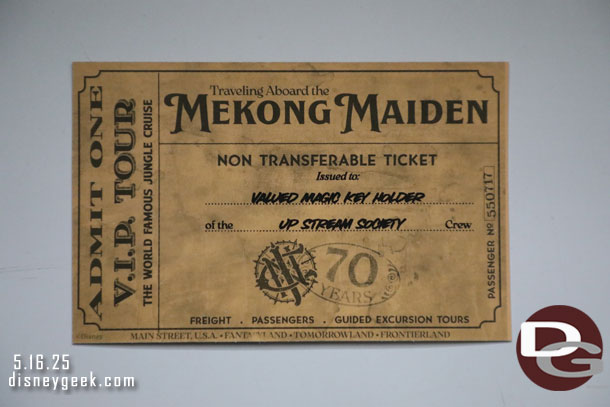 ADMIT ONE
V.I.P. TOUR
THE WORLD FAMOUS JUNGLE CRUISE
Traveling Aboard the
MEKONG MAIDEN
NON TRANSFERABLE TICKET
Issued to:
VALUED MAGIC KEY HOLDER
of the UP STREAM SOCIETY Crew
70
YEARS
PASSENGER Nº 550717
FREIGHT . PASSENGERS . GUIDED EXCURSION TOURS
©Disney
MAIN STREET, U.S.A. • FANTASYLAND • TOMORROWLAND • FRONTIERLAND
5.16.25
disneygeek.com
DG